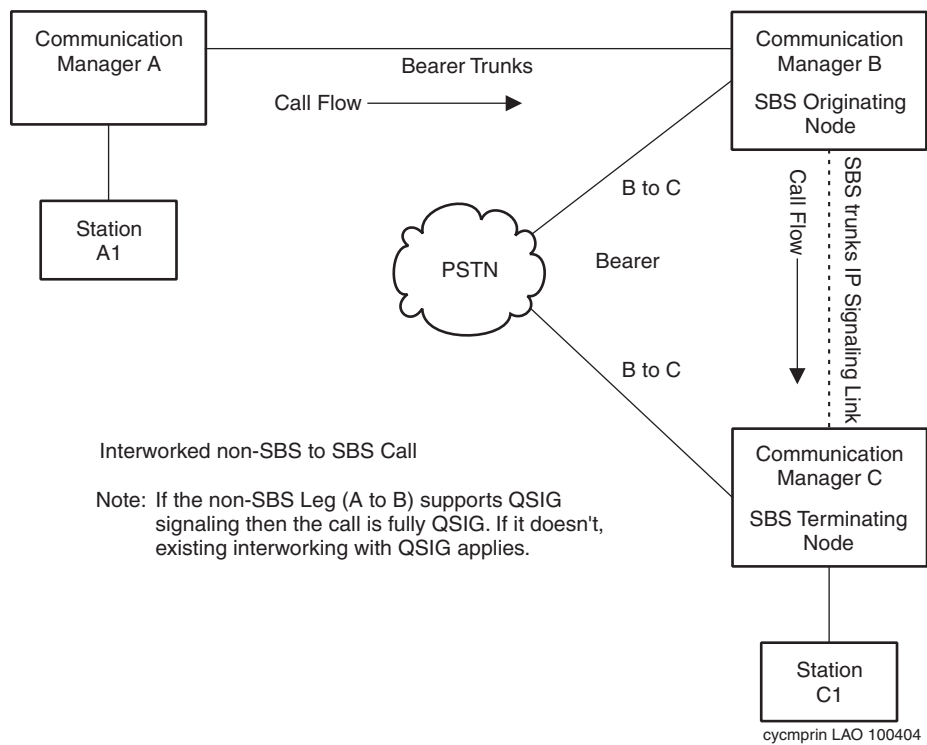 Communication
Manager A
Bearer Trunks
Call Flow
Communication
Manager B
SBS Originating
Node
Station
A1
B to C
PSTN
Bearer
B to C
Call Flow
SBS trunks IP Signaling Link
Interworked non-SBS to SBS Call
Note: If the non-SBS Leg (A to B) supports QSIG
signaling then the call is fully QSIG. If it doesn't,
existing interworking with QSIG applies.
Communication
Manager C
SBS Terminating
Node
Station
C1
cycmprin LAO 100404